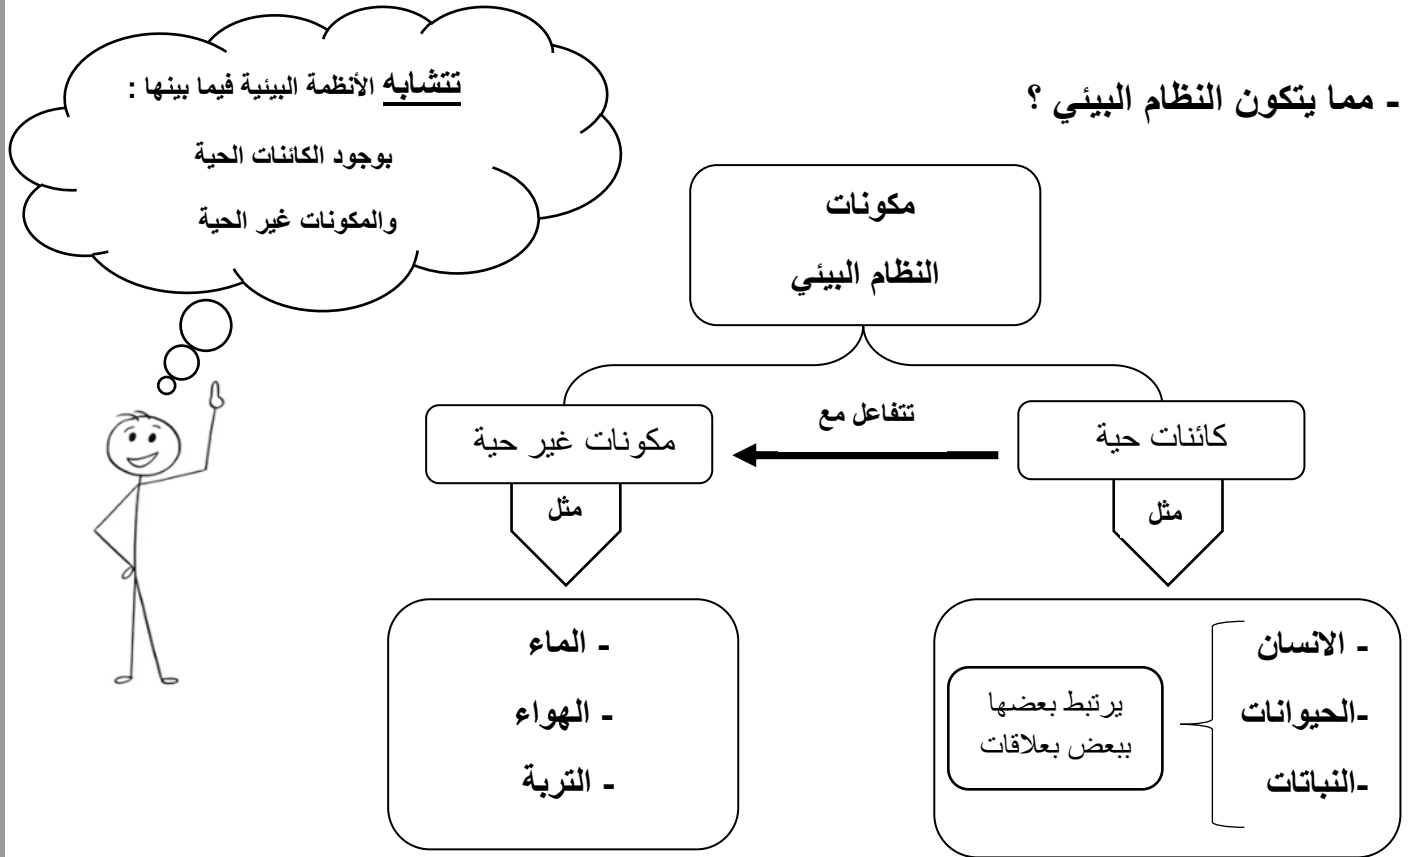 - مما يتكون النظام البيئي ؟
تتشابه الأنظمة البيئية فيما بينها :
بوجود الكائنات الحية
والمكونات غير الحية
مكونات
النظام البيئي
كائنات حية
تتفاعل مع
مكونات غير حية
مثل
مثل
- الانسان
-الحيوانات
-النباتات
يرتبط بعضها
ببعض بعلاقات
- الماء
- الهواء
- التربة